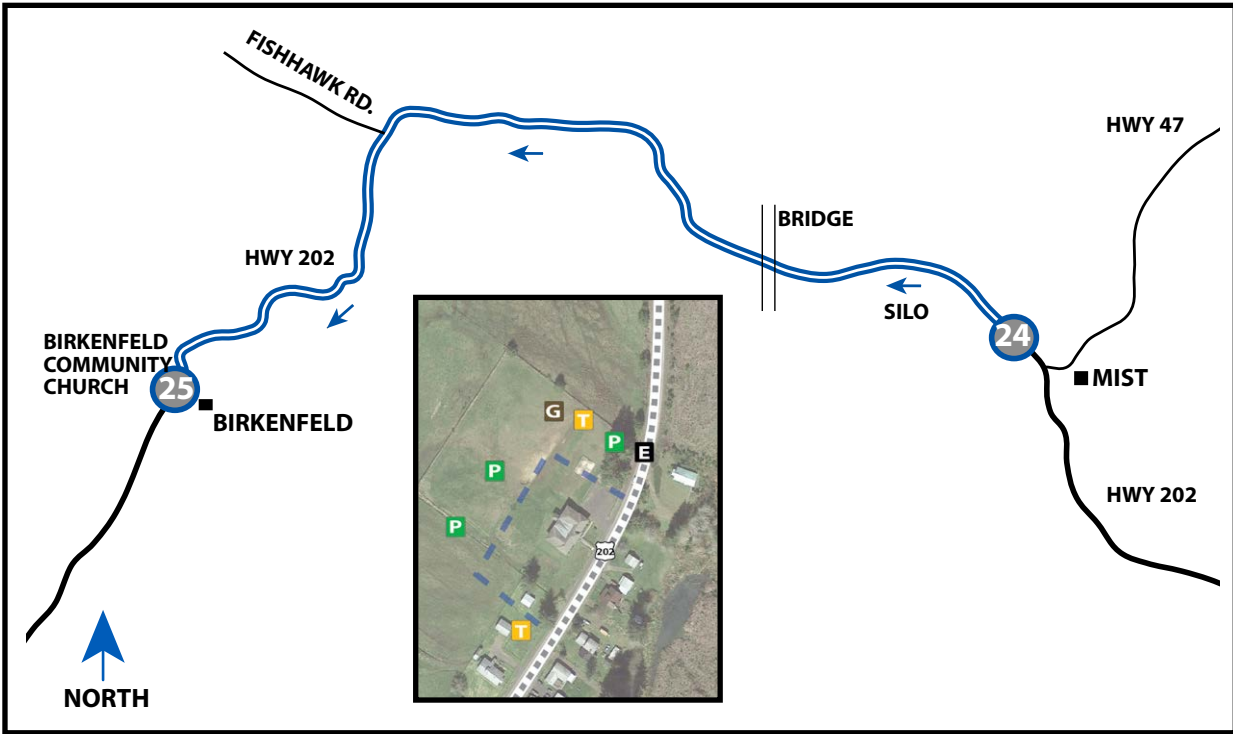 FISHHAWK RD.
HWY 47
BRIDGE
HWY 202
SILO
24
BIRKENFELD
COMMUNITY
CHURCH
25
MIST
BIRKENFELD
G
T
P
E
P
HWY 202
P
202
T
NORTH